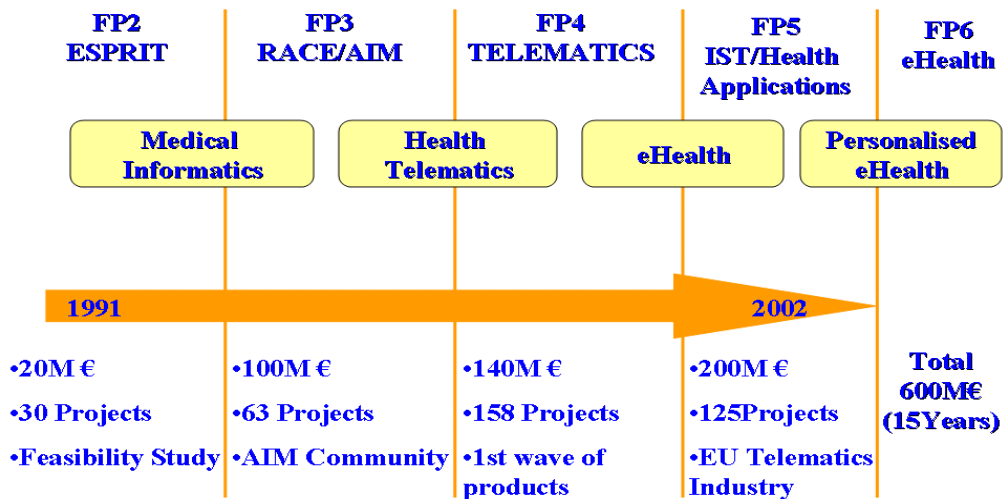 FP2
ESPRIT
FP3
RACE/AIM
FP4
TELEMATICS
FP5
IST/Health
Applications
FP6
eHealth
Medical
Informatics
Health
Telematics
eHealth
Personalised
eHealth
1991
2002
•20M €
•30 Projects
•Feasibility Study
•100M €
•63 Projects
•AIM Community
•140M €
•158 Projects
•1st wave of
products
•200M €
•125Projects
•EU Telematics
Industry
Total
600M€
(15Years)